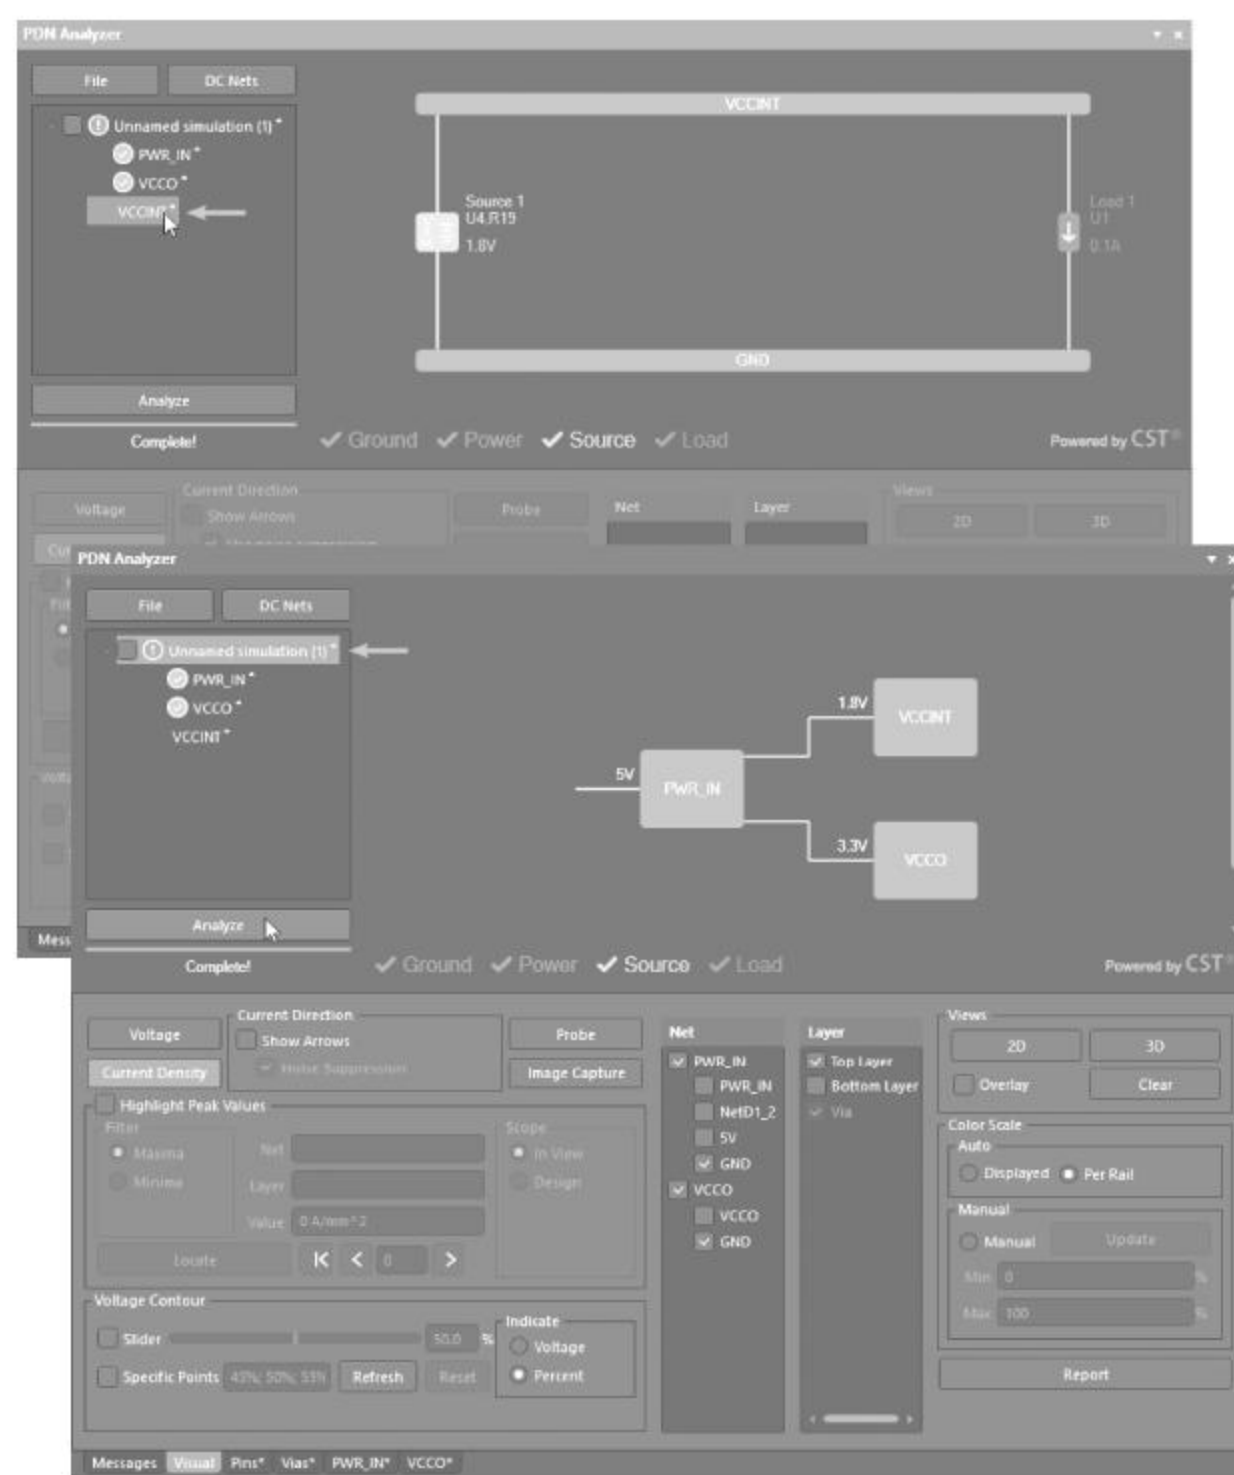 PDN Analyzer
File
DC Nets
Unnamed simulation (1) *
PWR_IN *
VCCO *
VCCINT *
Analyze
Complete!
VCCINT
Source 1
U4.R19
1.8V
Load 1
U1
0.1A
GND
Ground Power Source Load
Powered by CST®
Voltage
Current Direction
Show Arrows
Probe
Net
Layer
Views
2D
3D
PDN Analyzer
File
DC Nets
Unnamed simulation (1) *
PWR_IN *
VCCO *
VCCINT *
Analyze
Complete!
5V
PWR_IN
1.8V
VCCINT
3.3V
VCCO
Ground Power Source Load
Powered by CST®
Voltage
Current Density
Current Direction
Show Arrows
Noise Suppression
Probe
Image Capture
Highlight Peak Values
Filter
Maxima
Minima
Net
Layer
Value 0 A/mm^2
Scope
In View
Design
Locate
0
Voltage Contour
Slider
50.0 %
Specific Points
Refresh
Reset
Indicate
Voltage
Percent
Net
PWR_IN
PWR_IN
NetD1_2
5V
GND
VCCO
VCCO
GND
Layer
Top Layer
Bottom Layer
Via
Views
2D
3D
Overlay
Clear
Color Scale
Auto
Displayed
Per Rail
Manual
Manual
Update
Min 0 %
Max 100 %
Report
Messages Visual Pins* Vias* PWR_IN* VCCO*